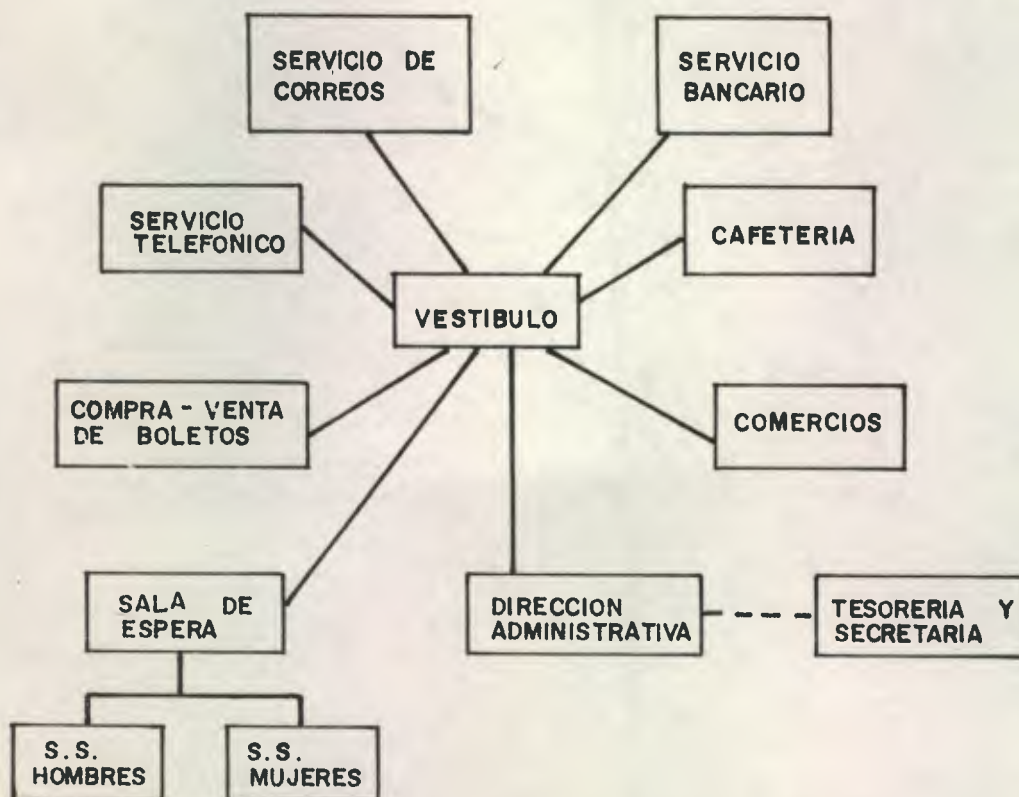 SERVICIO DE
CORREOS
SERVICIO
BANCARIO
SERVICIO
TELEFONICO
CAFETERIA
VESTIBULO
COMPRA - VENTA
DE BOLETOS
COMERCIOS
SALA DE
ESPERA
DIRECCION
ADMINISTRATIVA
TESORERIA Y
SECRETARIA
S.S.
HOMBRES
S.S.
MUJERES